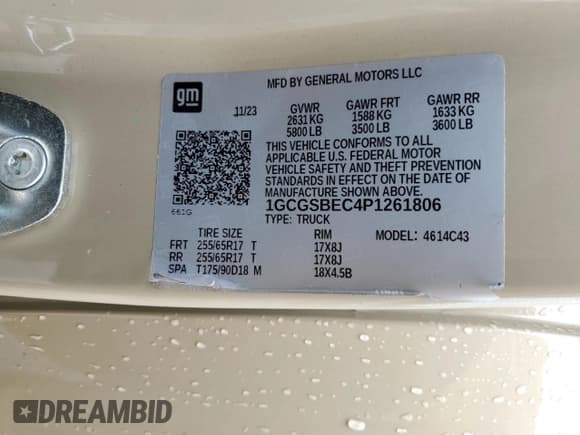 MFD BY GENERAL MOTORS LLC
gm
11/23 GVWR GAWR FRT GAWR RR
2631 KG 1588 KG 1633 KG
5800 LB 3500 LB 3600 LB
THIS VEHICLE CONFORMS TO ALL
APPLICABLE U.S. FEDERAL MOTOR
VEHICLE SAFETY AND THEFT PREVENTION
STANDARDS IN EFFECT ON THE DATE OF
MANUFACTURE SHOWN ABOVE.
661G
1GCGSBEC4P1261806
TYPE: TRUCK
TIRE SIZE RIM MODEL: 4614C43
FRT 255/65R17 T 17X8J
RR 255/65R17 T 17X8J
SPA T175/90D18 M 18X4.5B
DREAMBID